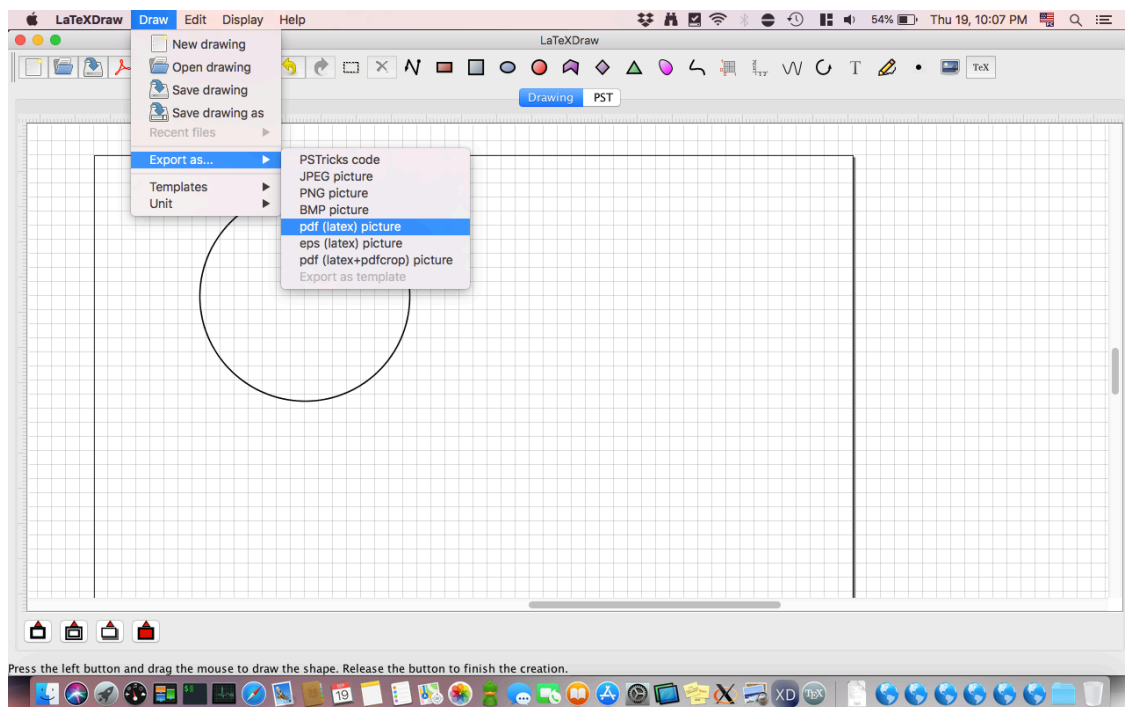 LaTeXDraw Draw Edit Display Help 54% Thu 19, 10:07 PM
LaTeXDraw
New drawing
Open drawing
Save drawing
Save drawing as
Recent files
Export as...
Templates
Unit
PSTricks code
JPEG picture
PNG picture
BMP picture
pdf (latex) picture
eps (latex) picture
pdf (latex+pdfcrop) picture
Export as template
T TeX
Drawing PST
Press the left button and drag the mouse to draw the shape. Release the button to finish the creation.
19 XD TEX